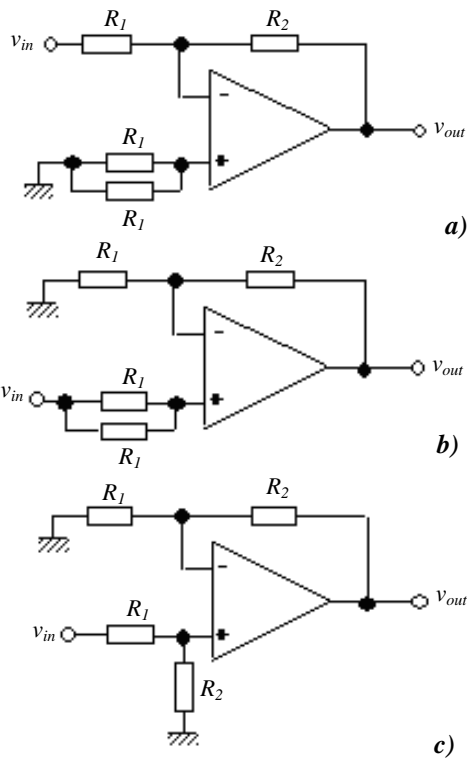 R1 R2
vin
-
vout
R1
+
R1
a)
R1 R2
-
vout
vin R1
+
R1
b)
R1 R2
-
vout
vin R1
+
R2
c)